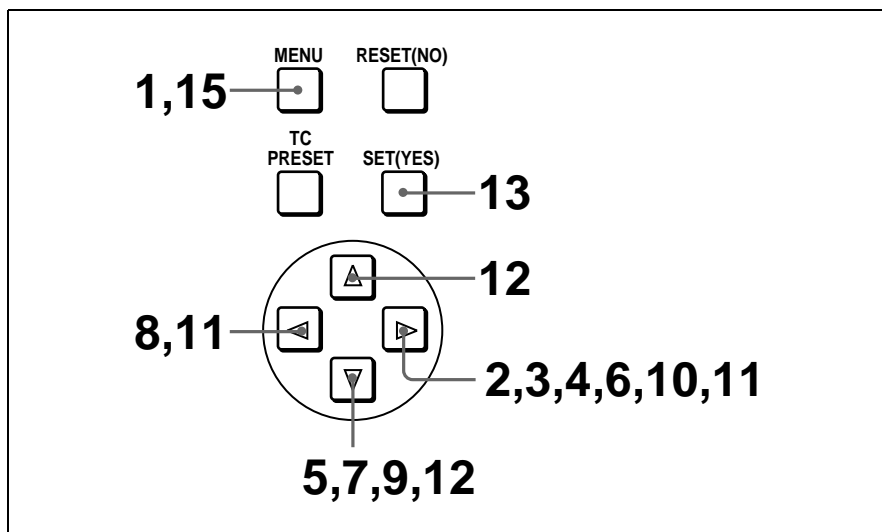 MENU RESET(NO)
1,15
TC
PRESET SET(YES)
13
12
8,11
2,3,4,6,10,11
5,7,9,12